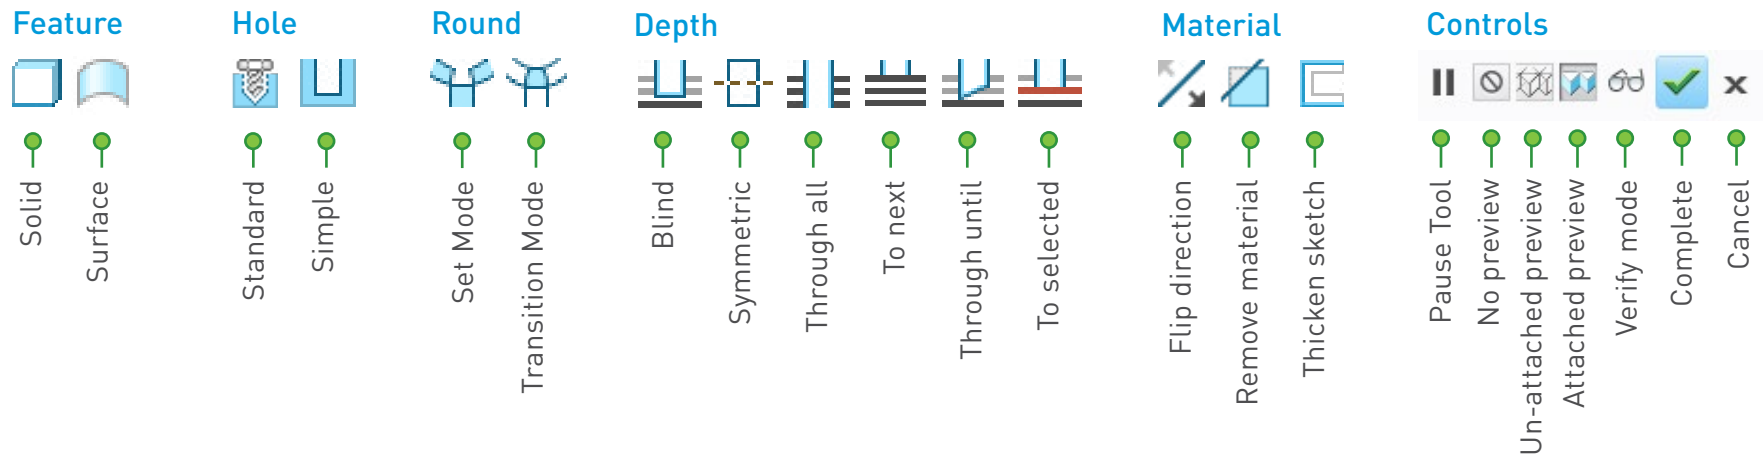 Feature
Solid
Surface
Hole
Standard
Simple
Round
Set Mode
Transition Mode
Depth
Blind
Symmetric
Through all
To next
Through until
To selected
Material
Flip direction
Remove material
Thicken sketch
Controls
Pause Tool
No preview
Un-attached preview
Attached preview
Verify mode
Complete
Cancel